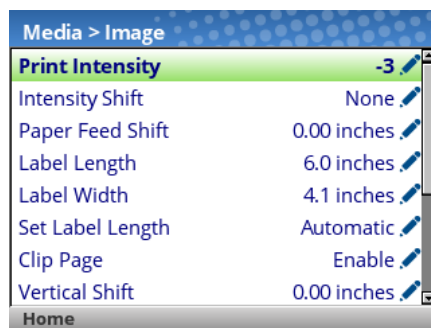 Media > Image
Print Intensity -3
Intensity Shift None
Paper Feed Shift 0.00 inches
Label Length 6.0 inches
Label Width 4.1 inches
Set Label Length Automatic
Clip Page Enable
Vertical Shift 0.00 inches
Home